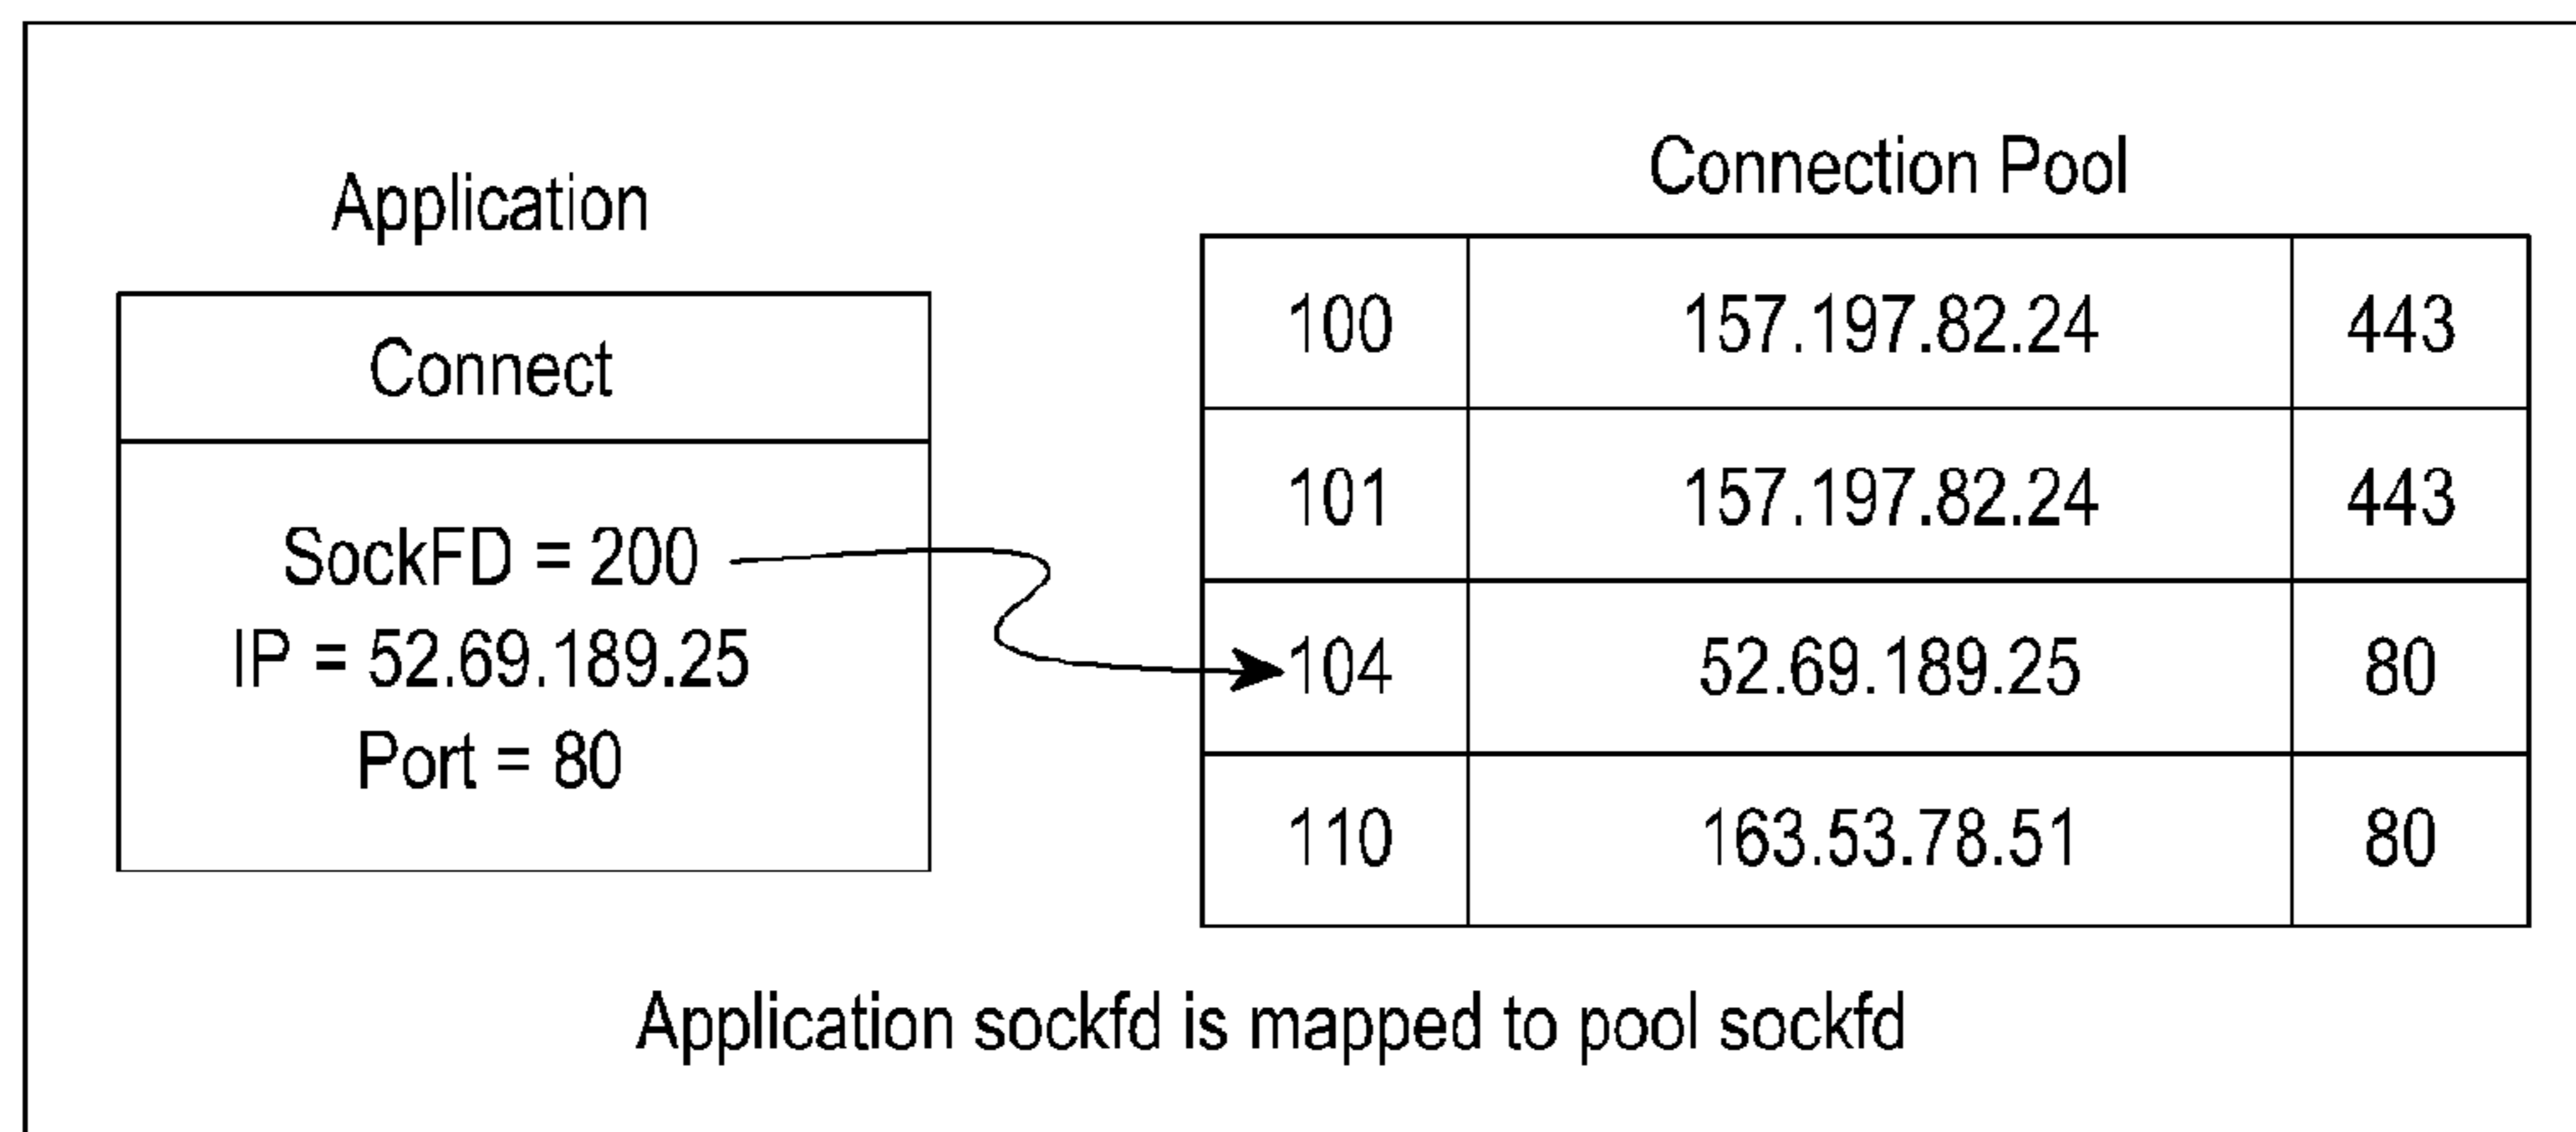 Application
Connect
SockFD = 200
IP = 52.69.189.25
Port = 80
Connection Pool
100 157.197.82.24 443
101 157.197.82.24 443
104 52.69.189.25 80
110 163.53.78.51 80
Application sockfd is mapped to pool sockfd